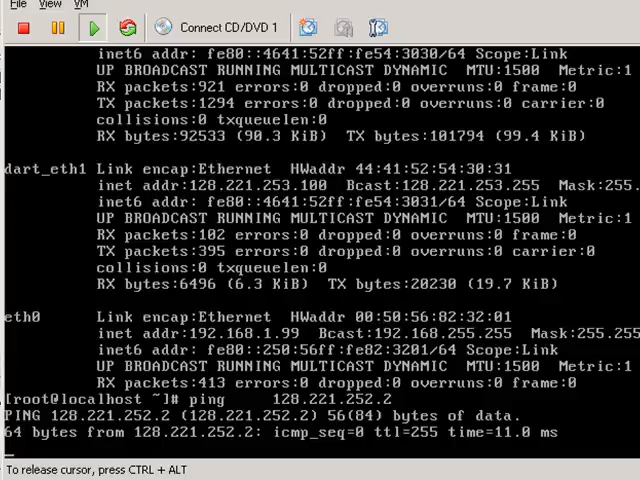 File View VM
Connect CD/DVD 1
inet6 addr: fe80::4641:52ff:fe54:3030/64 Scope:Link
UP BROADCAST RUNNING MULTICAST DYNAMIC  MTU:1500  Metric:1
RX packets:921 errors:0 dropped:0 overruns:0 frame:0
TX packets:1294 errors:0 dropped:0 overruns:0 carrier:0
collisions:0 txqueuelen:0
RX bytes:92533 (90.3 KiB)  TX bytes:101794 (99.4 KiB)
dart_eth1 Link encap:Ethernet  HWaddr 44:41:52:54:30:31
inet addr:128.221.253.100  Bcast:128.221.253.255  Mask:255.
inet6 addr: fe80::4641:52ff:fe54:3031/64 Scope:Link
UP BROADCAST RUNNING MULTICAST DYNAMIC  MTU:1500  Metric:1
RX packets:102 errors:0 dropped:0 overruns:0 frame:0
TX packets:395 errors:0 dropped:0 overruns:0 carrier:0
collisions:0 txqueuelen:0
RX bytes:6496 (6.3 KiB)  TX bytes:20230 (19.7 KiB)
eth0 Link encap:Ethernet  HWaddr 00:50:56:82:32:01
inet addr:192.168.1.99  Bcast:192.168.255.255  Mask:255.255
inet6 addr: fe80::250:56ff:fe82:3201/64 Scope:Link
UP BROADCAST RUNNING MULTICAST DYNAMIC  MTU:1500  Metric:1
RX packets:413 errors:0 dropped:0 overruns:0 frame:0
[root@localhost ~]# ping 128.221.252.2
PING 128.221.252.2 (128.221.252.2) 56(84) bytes of data.
64 bytes from 128.221.252.2: icmp_seq=0 ttl=255 time=11.0 ms
To release cursor, press CTRL + ALT